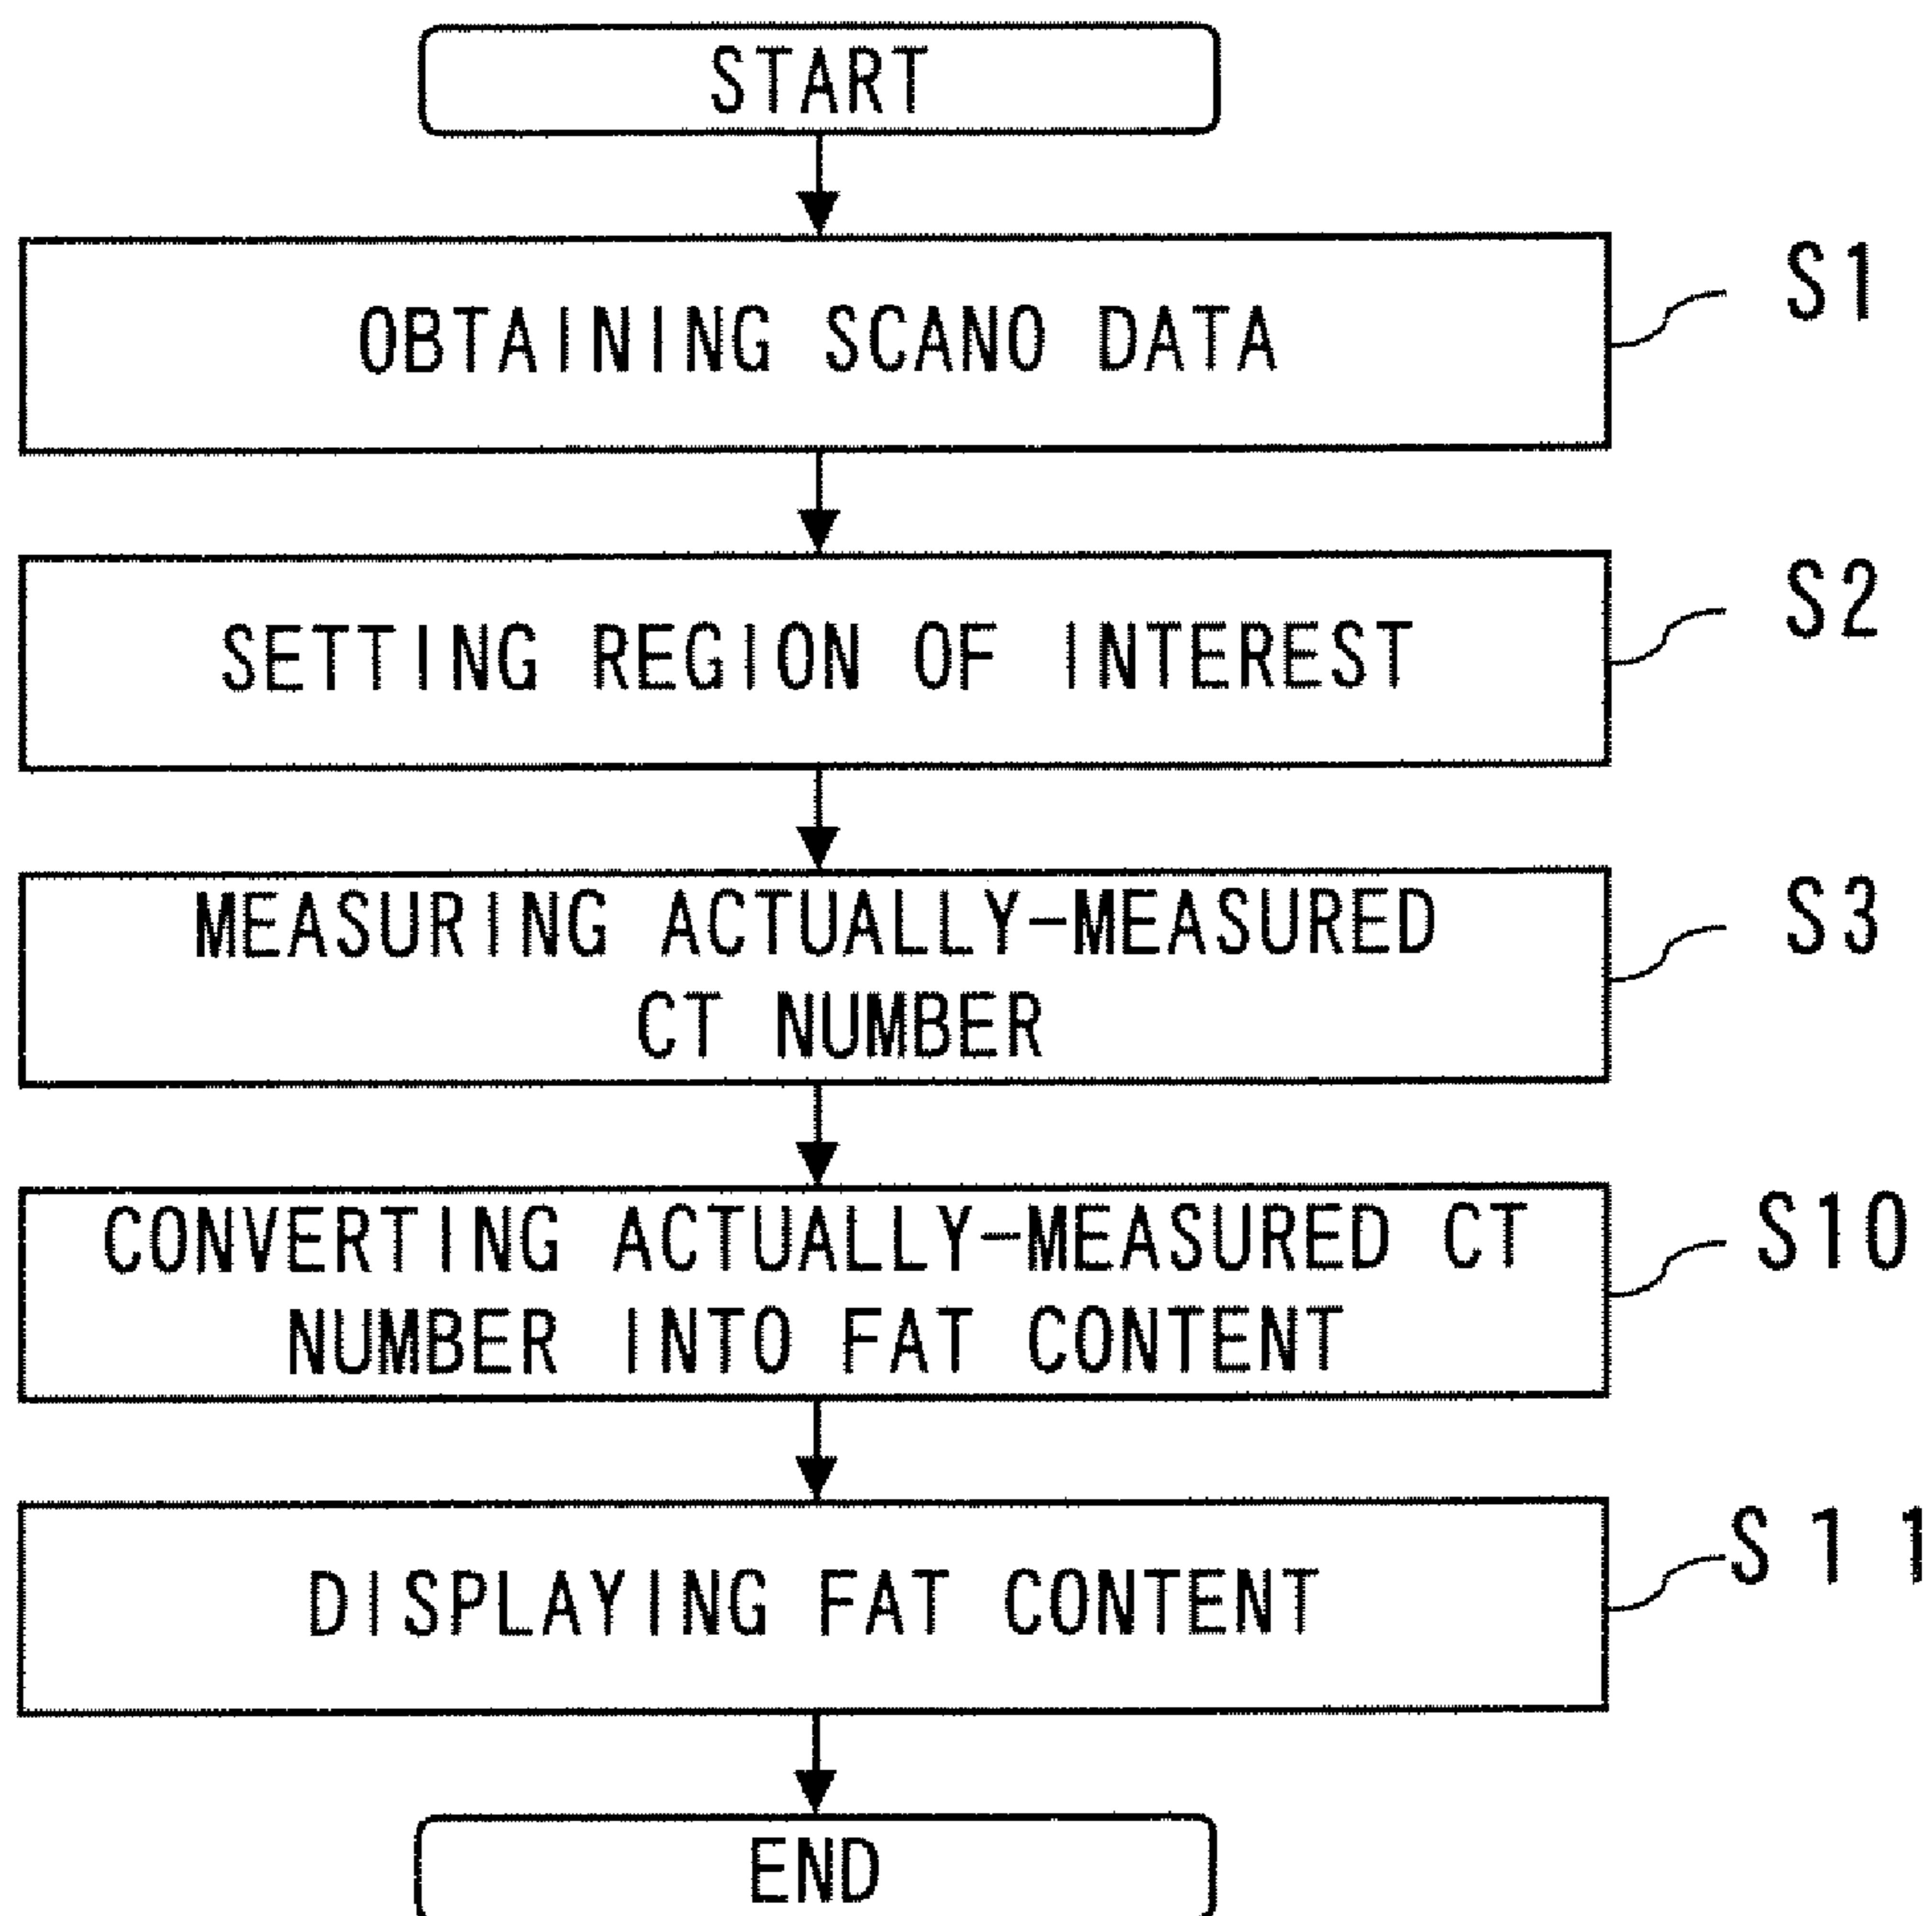 START
OBTAINING SCANO DATA
S1
SETTING REGION OF INTEREST
S2
MEASURING ACTUALLY-MEASURED
CT NUMBER
S3
CONVERTING ACTUALLY-MEASURED CT
NUMBER INTO FAT CONTENT
S10
DISPLAYING FAT CONTENT
S11
END